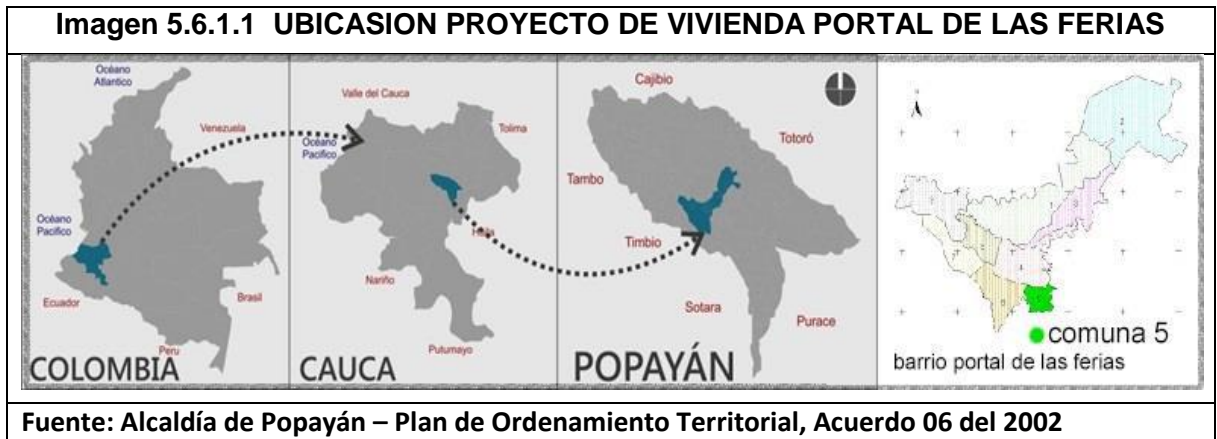 Imagen 5.6.1.1 UBICASION PROYECTO DE VIVIENDA PORTAL DE LAS FERIAS
Océano
Atlantico
Venezuela
Océano
Pacifico
Ecuador
Brasil
Peru
COLOMBIA
Valle del Cauca
Océano
Pacifico
Tolima
Huila
Nariño
Putumayo
CAUCA
Cajibio
Totoró
Tambo
Timbio
Sotara
Purace
POPAYÁN
2
3
4
comuna 5
barrio portal de las ferias
Fuente: Alcaldía de Popayán – Plan de Ordenamiento Territorial, Acuerdo 06 del 2002